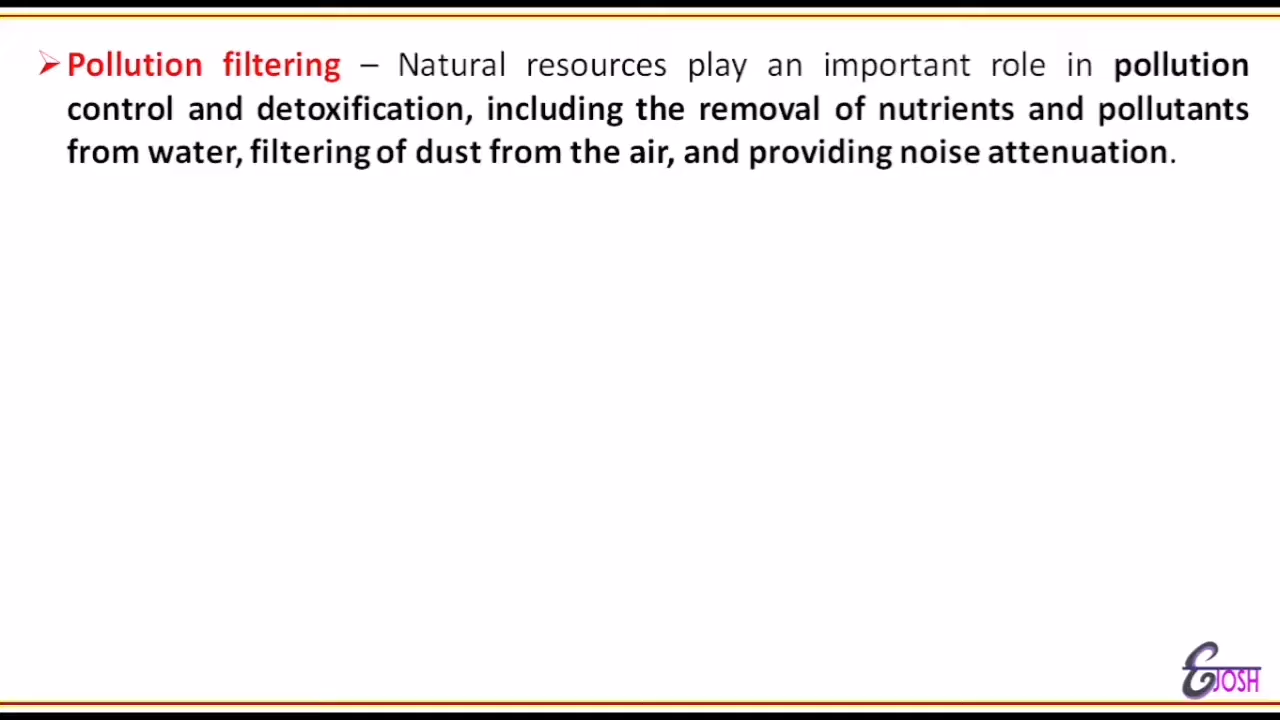 ➢Pollution filtering – Natural resources play an important role in pollution
control and detoxification, including the removal of nutrients and pollutants
from water, filtering of dust from the air, and providing noise attenuation.
JOSH